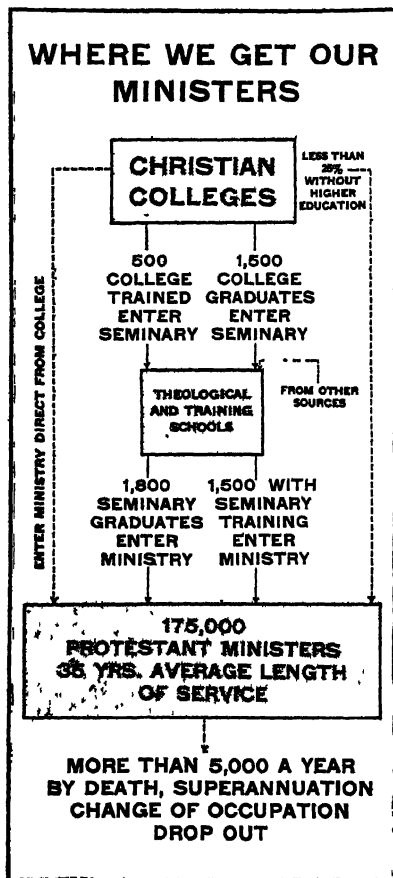 WHERE WE GET OUR
MINISTERS
CHRISTIAN
COLLEGES
LESS THAN
25%
WITHOUT
HIGHER
EDUCATION
ENTER MINISTRY DIRECT FROM COLLEGE
500
COLLEGE
TRAINED
ENTER
SEMINARY
1,500
COLLEGE
GRADUATES
ENTER
SEMINARY
THEOLOGICAL
AND TRAINING
SCHOOLS
FROM OTHER
SOURCES
1,800
SEMINARY
GRADUATES
ENTER
MINISTRY
1,500 WITH
SEMINARY
TRAINING
ENTER
MINISTRY
175,000
PROTESTANT MINISTERS
35 YRS. AVERAGE LENGTH
OF SERVICE
MORE THAN 5,000 A YEAR
BY DEATH, SUPERANNUATION
CHANGE OF OCCUPATION
DROP OUT